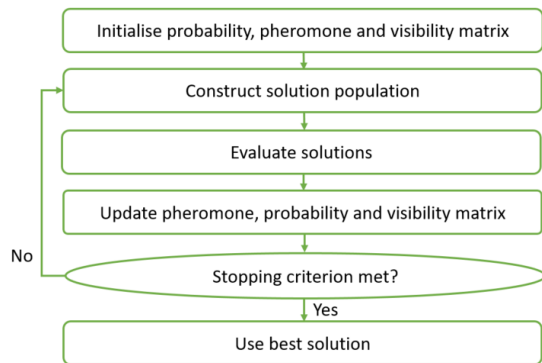 Initialise probability, pheromone and visibility matrix
Construct solution population
Evaluate solutions
Update pheromone, probability and visibility matrix
No
Stopping criterion met?
Yes
Use best solution